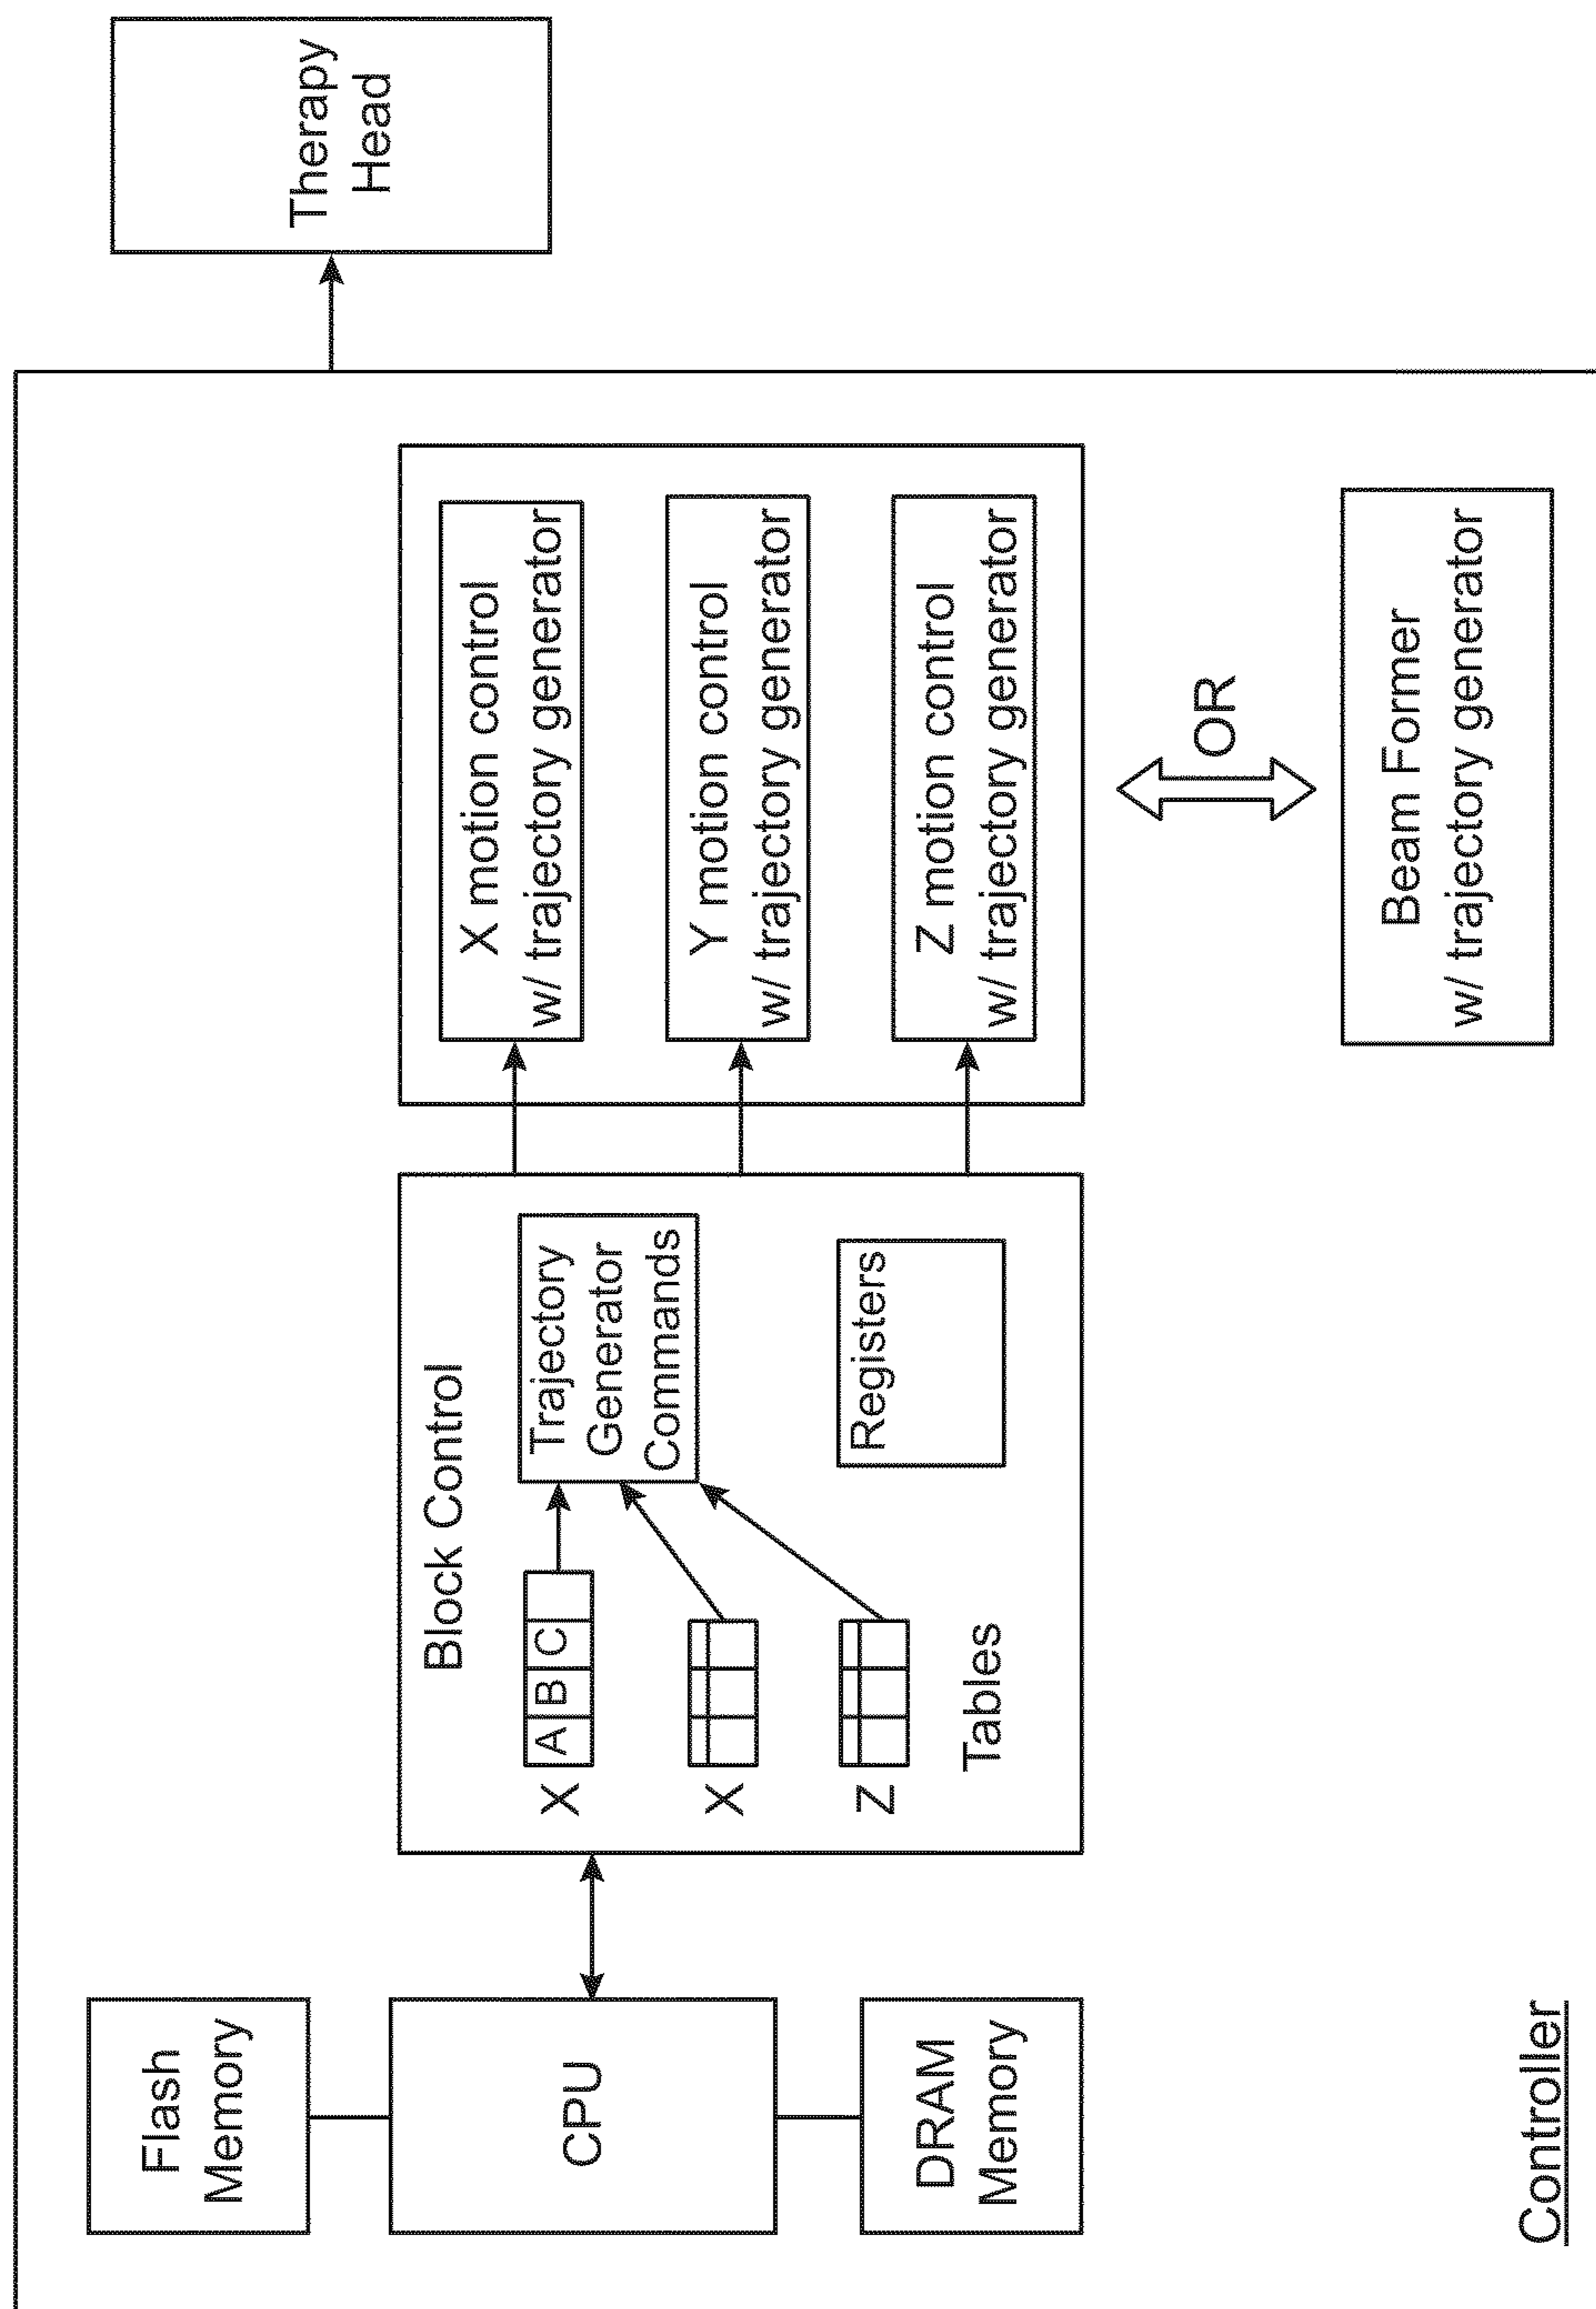 Flash
Memory
CPU
DRAM
Memory
Block Control
X
A B C
X
Z
Tables
Trajectory
Generator
Commands
Registers
X motion control
w/ trajectory generator
Y motion control
w/ trajectory generator
Z motion control
w/ trajectory generator
OR
Beam Former
w/ trajectory generator
Therapy
Head
Controller